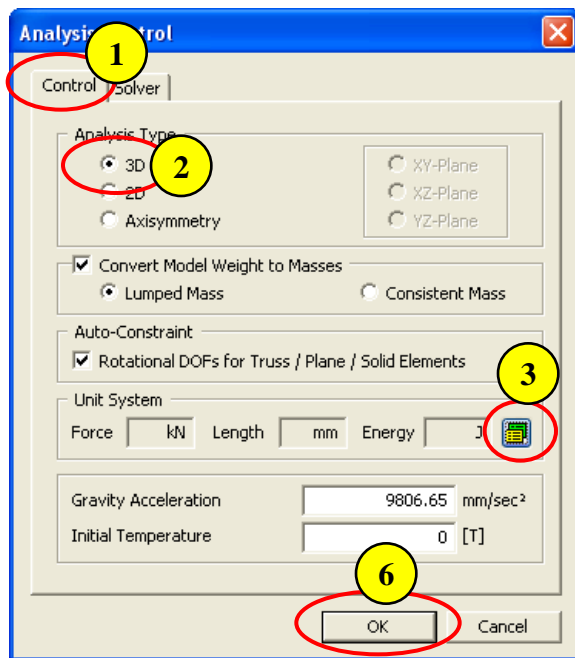 Analysis Control
1
Control Solver
Analysis Type
3D XY-Plane
2
2D XZ-Plane
Axisymmetry YZ-Plane
Convert Model Weight to Masses
Lumped Mass Consistent Mass
Auto-Constraint
Rotational DOFs for Truss / Plane / Solid Elements
3
Unit System
Force kN Length mm Energy J
Gravity Acceleration 9806.65 mm/sec²
Initial Temperature 0 [T]
6
OK Cancel